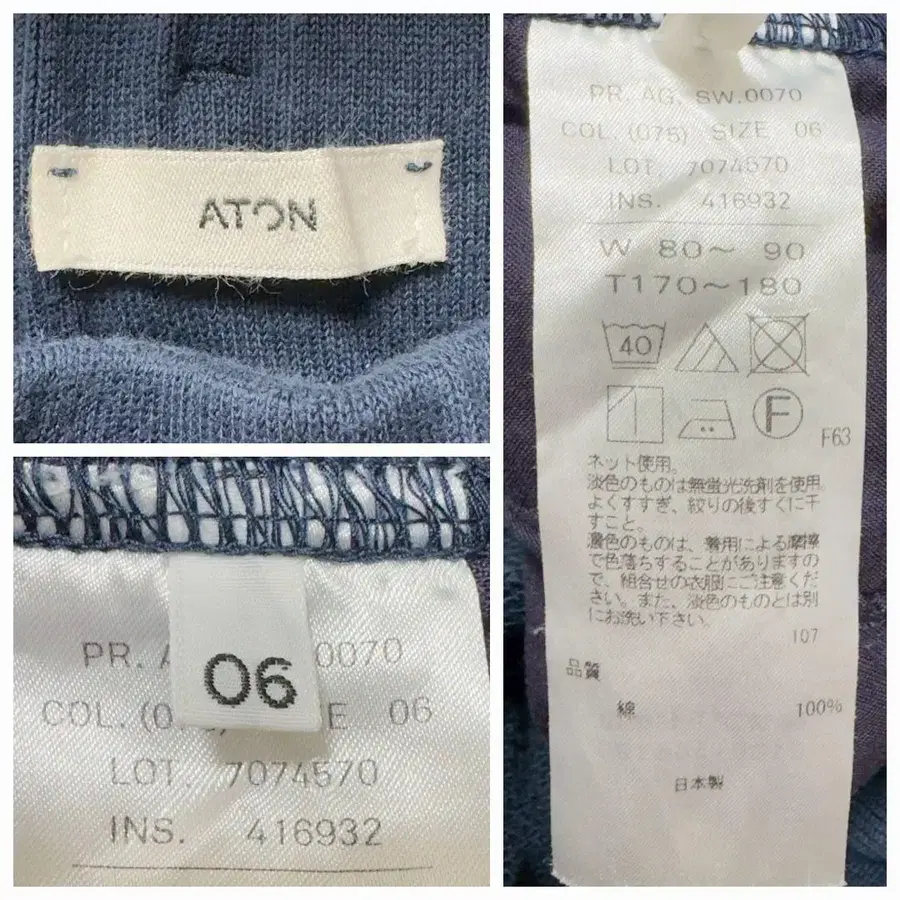 ATON
PR. A 0070
06
COL. (0 E 06
LOT. 7074570
INS. 416932
PR. AG. SW.0070
COL. (075) SIZE 06
LOT. 7074570
INS. 416932
W 80〜 90
T170〜180
40
F
F63
ネット使用。
淡色のものは無蛍光洗剤を使用
よくすすぎ、絞りの後すぐに干
すこと。
濃色のものは、着用による摩擦
で色落ちすることがありますの
で、組合せの衣服にご注意くだ
さい。また、淡色のものとは別
にお洗い下さい。
107
品質
綿 100%
日本製